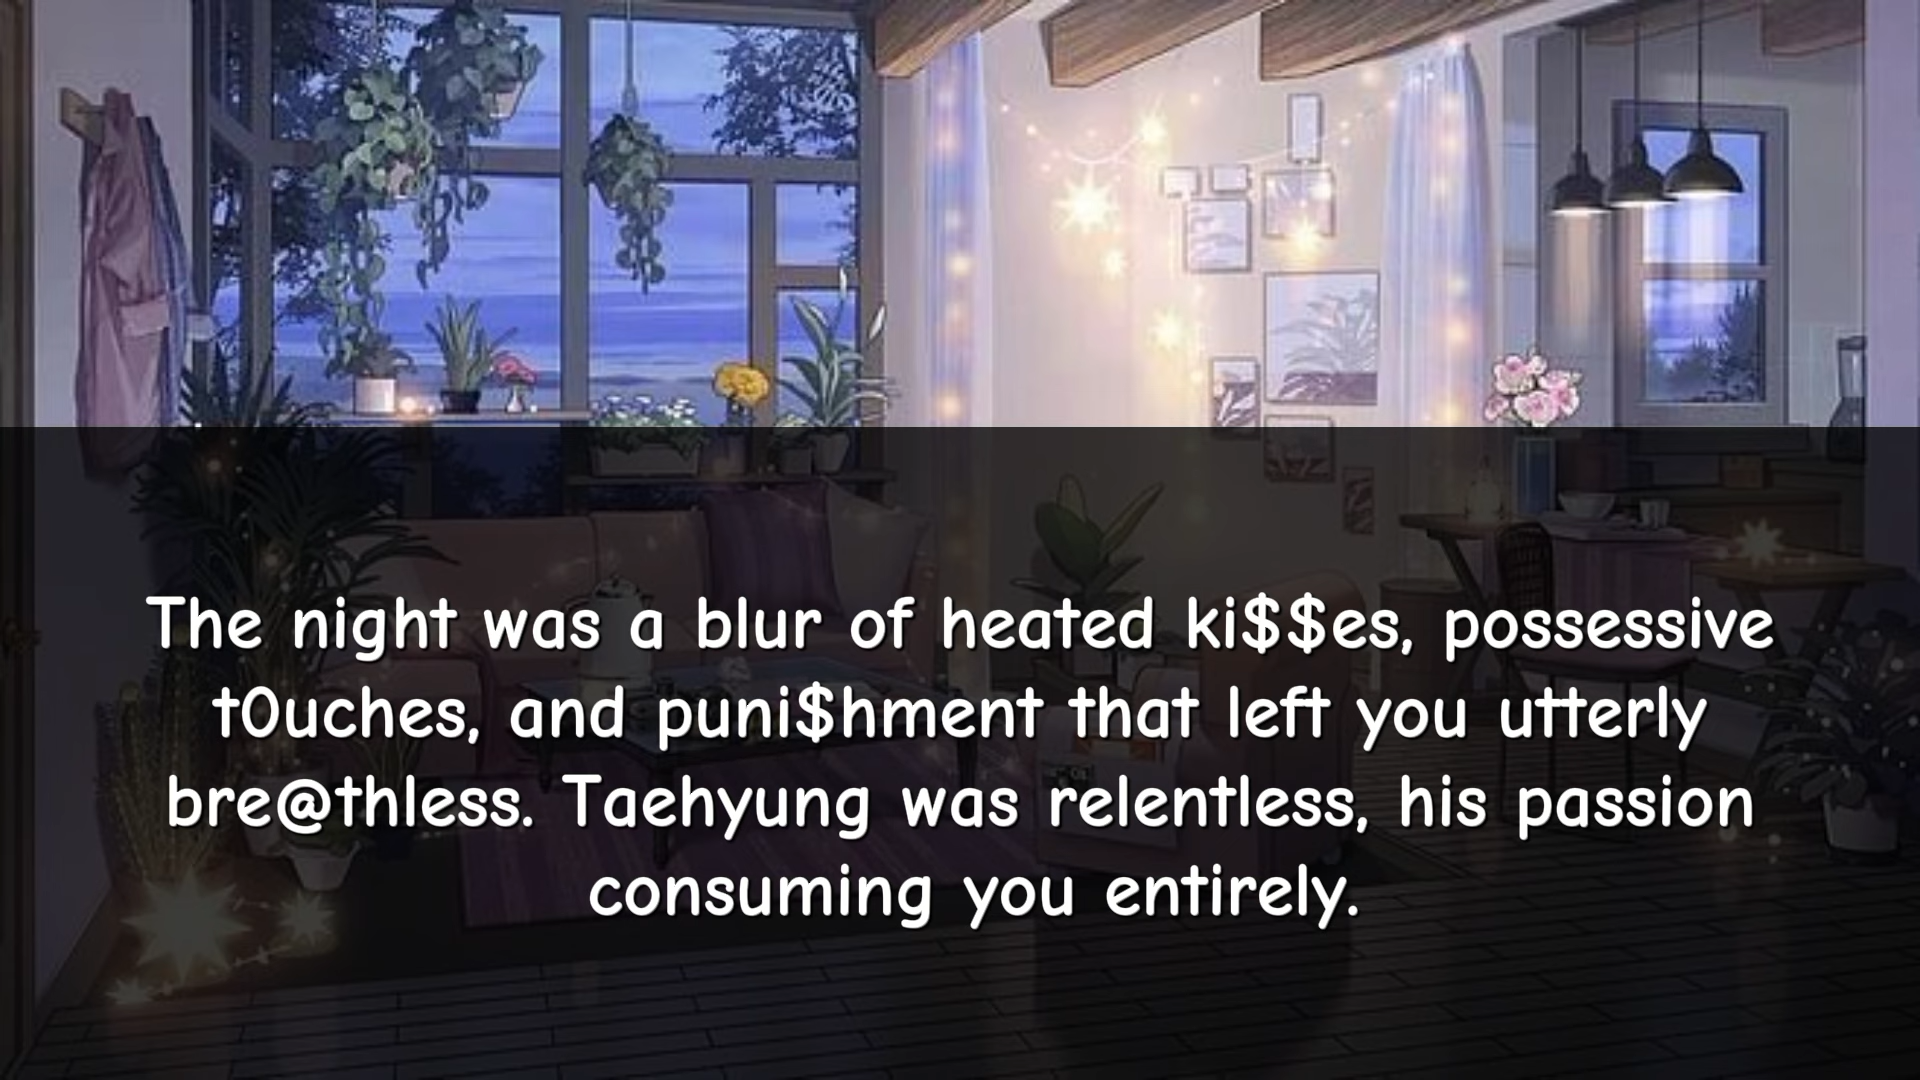 The night was a blur of heated ki$$es, possessive
t0uches, and puni$hment that left you utterly
bre@thless. Taehyung was relentless, his passion
consuming you entirely.